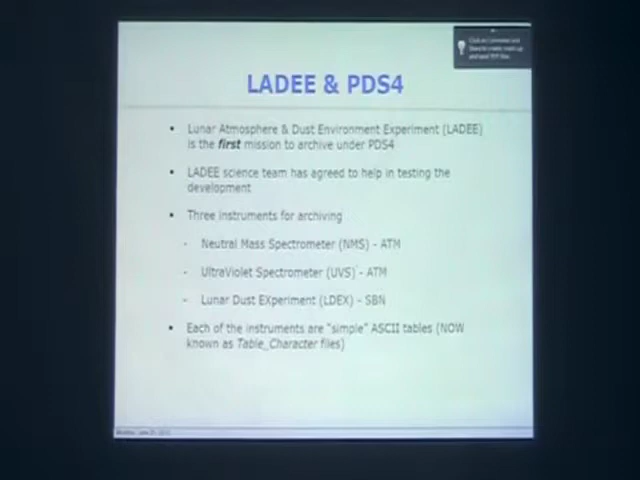 LADEE & PDS4
▪ Lunar Atmosphere & Dust Environment Experiment (LADEE)
is the first mission to archive under PDS4
▪ LADEE science team has agreed to help in testing the
development
▪ Three instruments for archiving
- Neutral Mass Spectrometer (NMS) - ATM
- UltraViolet Spectrometer (UVS) - ATM
- Lunar Dust EXperiment (LDEX) - SBN
▪ Each of the instruments are "simple" ASCII tables (NOW
known as Table_Character files)